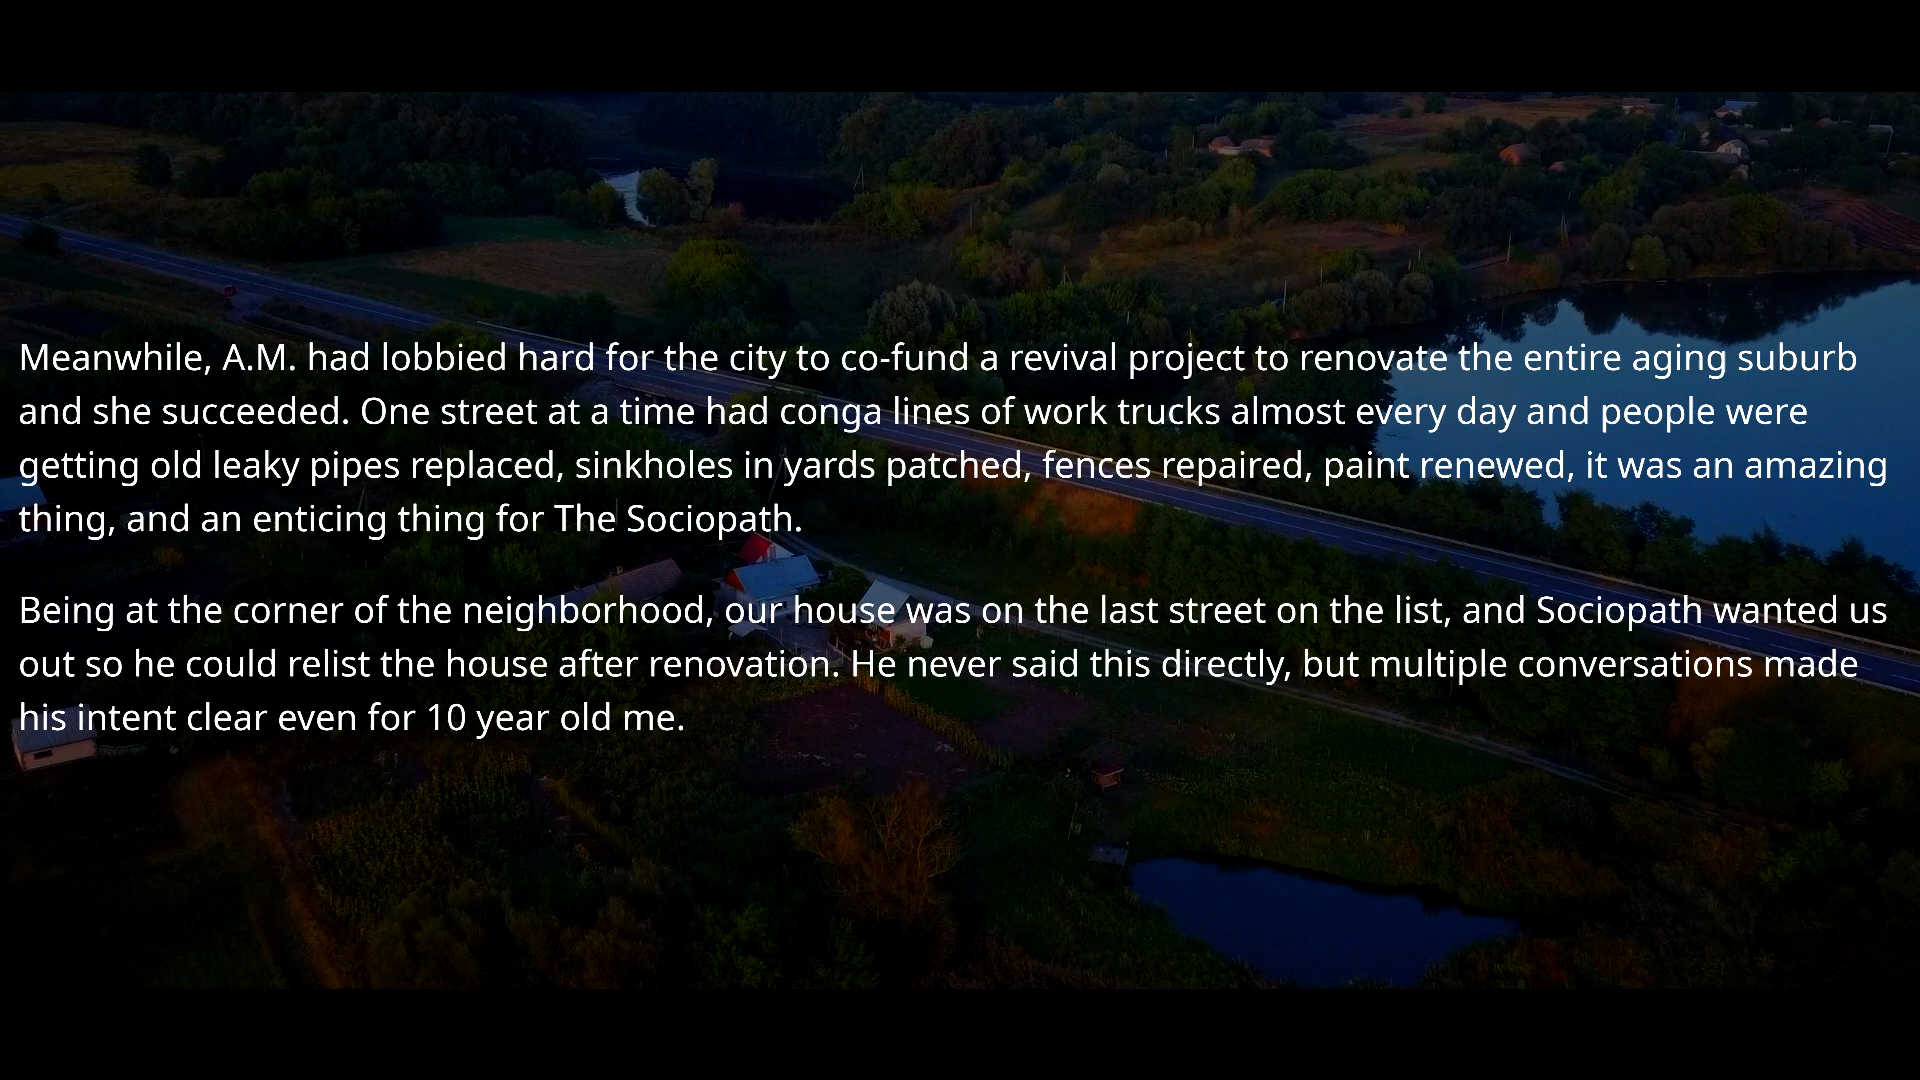 Meanwhile, A.M. had lobbied hard for the city to co-fund a revival project to renovate the entire aging suburb
and she succeeded. One street at a time had conga lines of work trucks almost every day and people were
getting old leaky pipes replaced, sinkholes in yards patched, fences repaired, paint renewed, it was an amazing
thing, and an enticing thing for The Sociopath.
Being at the corner of the neighborhood, our house was on the last street on the list, and Sociopath wanted us
out so he could relist the house after renovation. He never said this directly, but multiple conversations made
his intent clear even for 10 year old me.